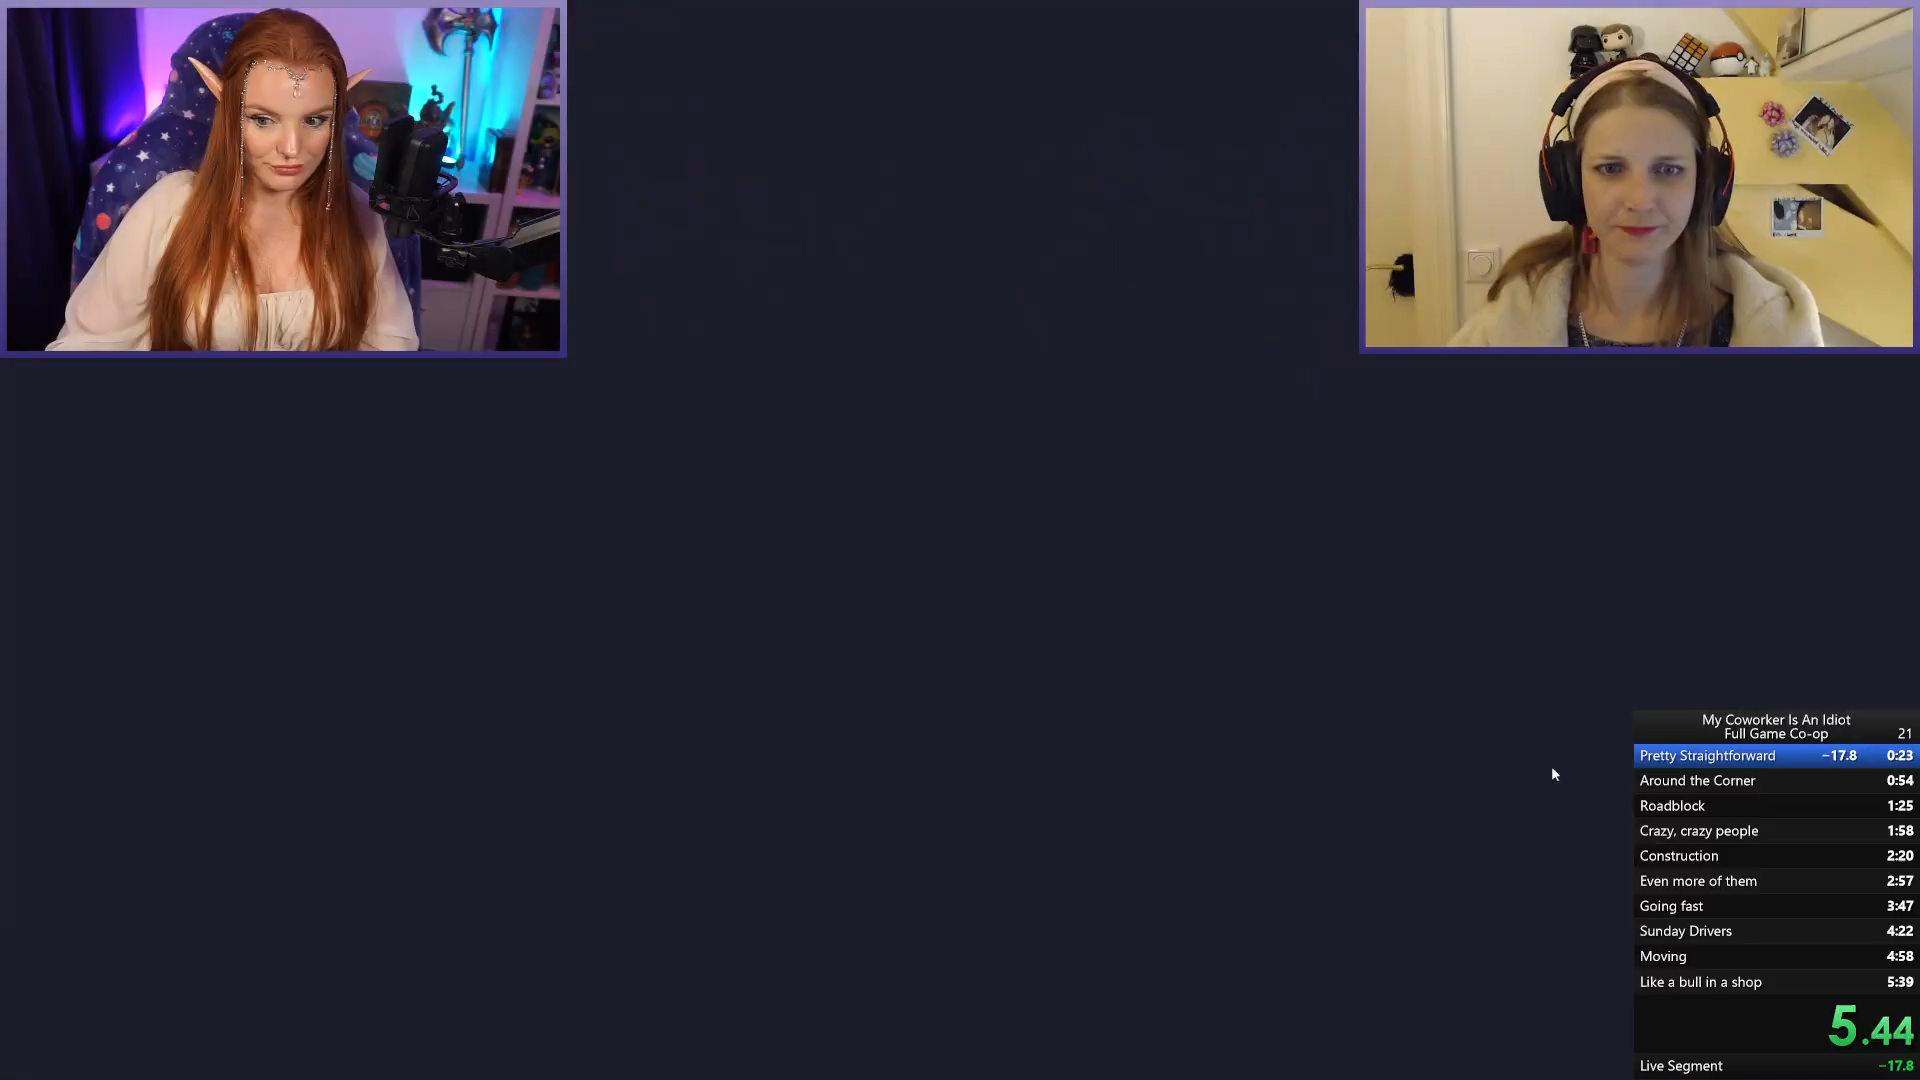 My Coworker Is An Idiot
Full Game Co-op 21
Pretty Straightforward −17.8 0:23
Around the Corner 0:54
Roadblock 1:25
Crazy, crazy people 1:58
Construction 2:20
Even more of them 2:57
Going fast 3:47
Sunday Drivers 4:22
Moving 4:58
Like a bull in a shop 5:39
5.44
Live Segment −17.8